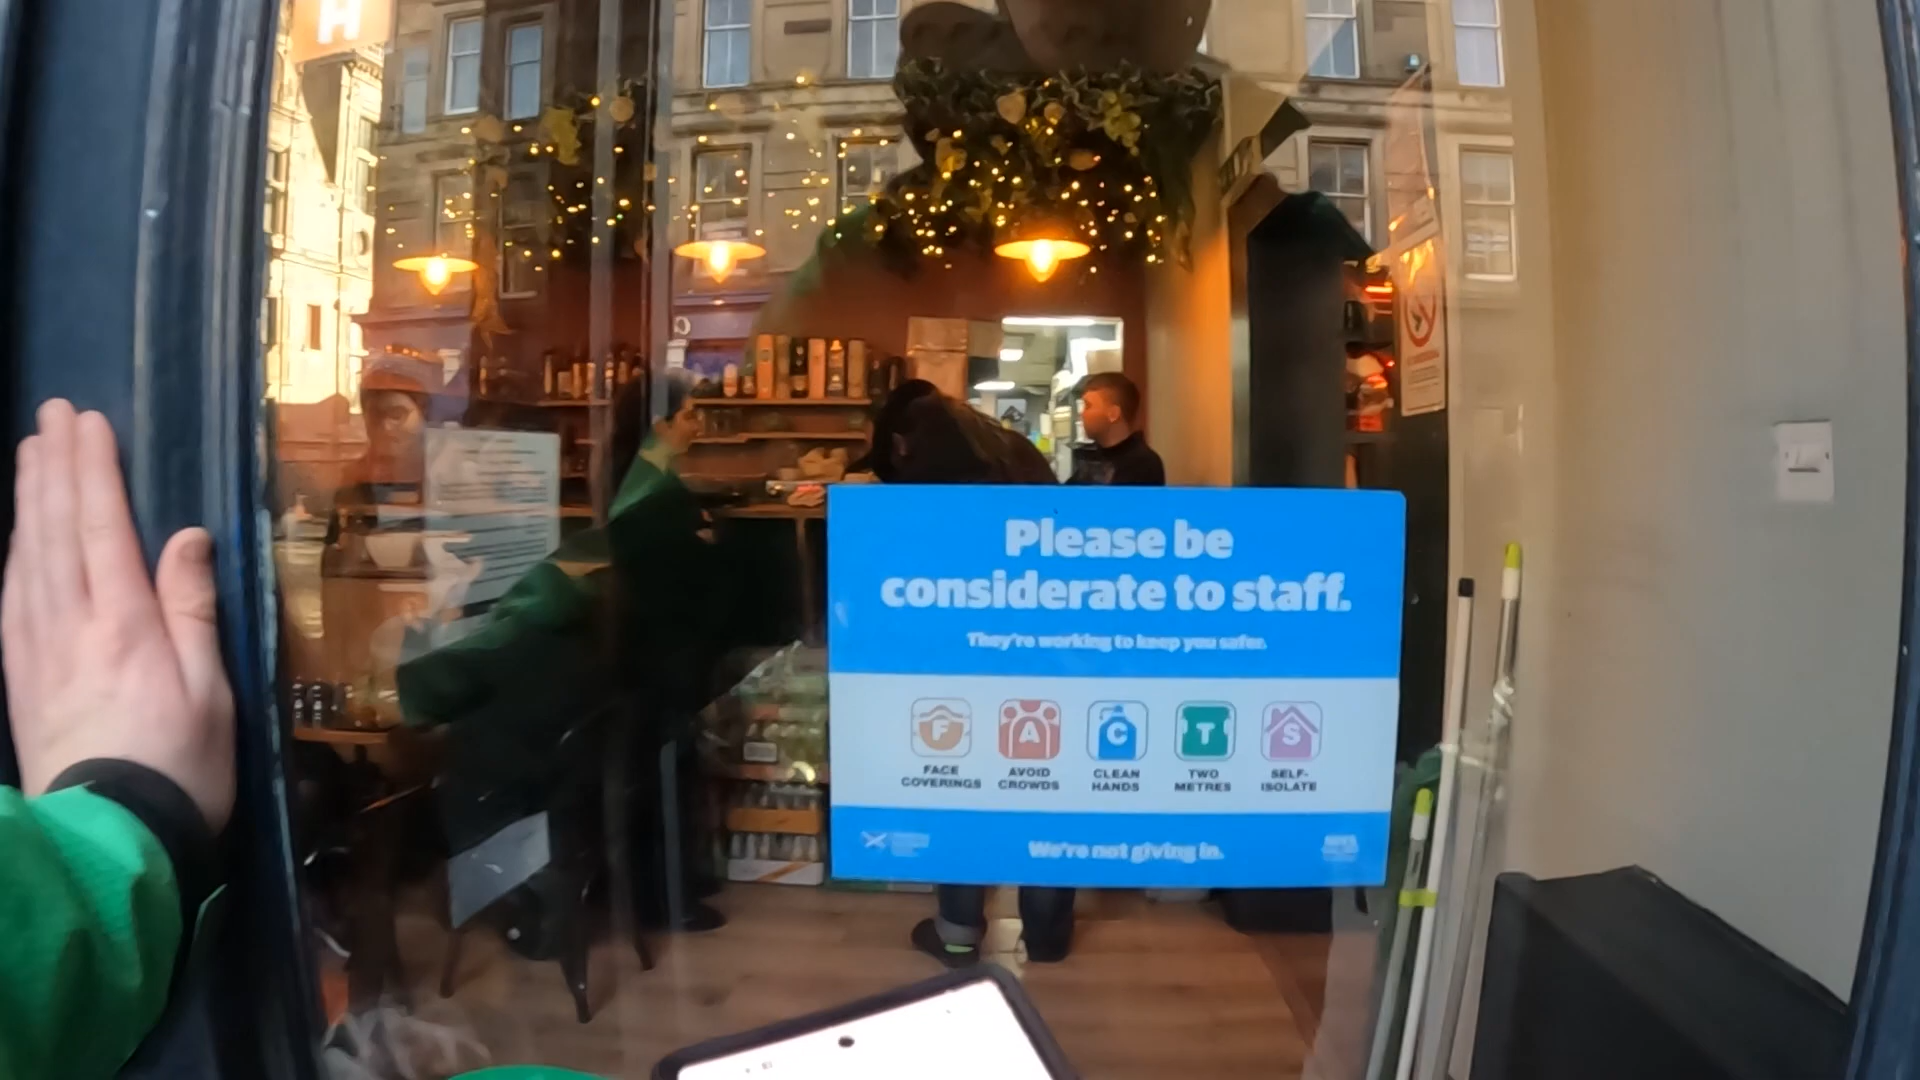 H
Please be
considerate to staff.
They're working to keep you safer.
F
A
C
T
S
FACE
COVERINGS
AVOID
CROWDS
CLEAN
HANDS
TWO
METRES
SELF-
ISOLATE
We're not giving in.